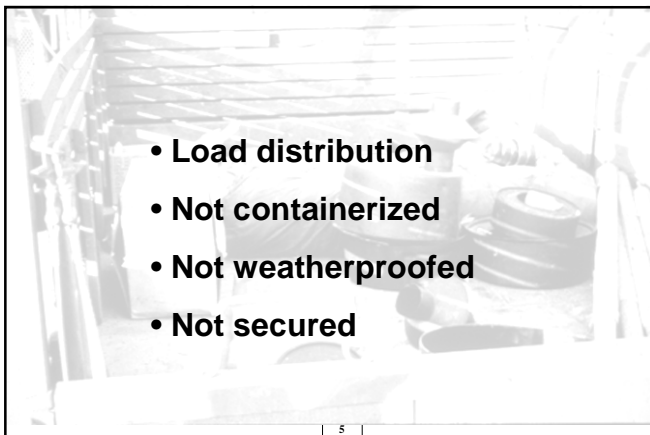 • Load distribution
• Not containerized
• Not weatherproofed
• Not secured
5